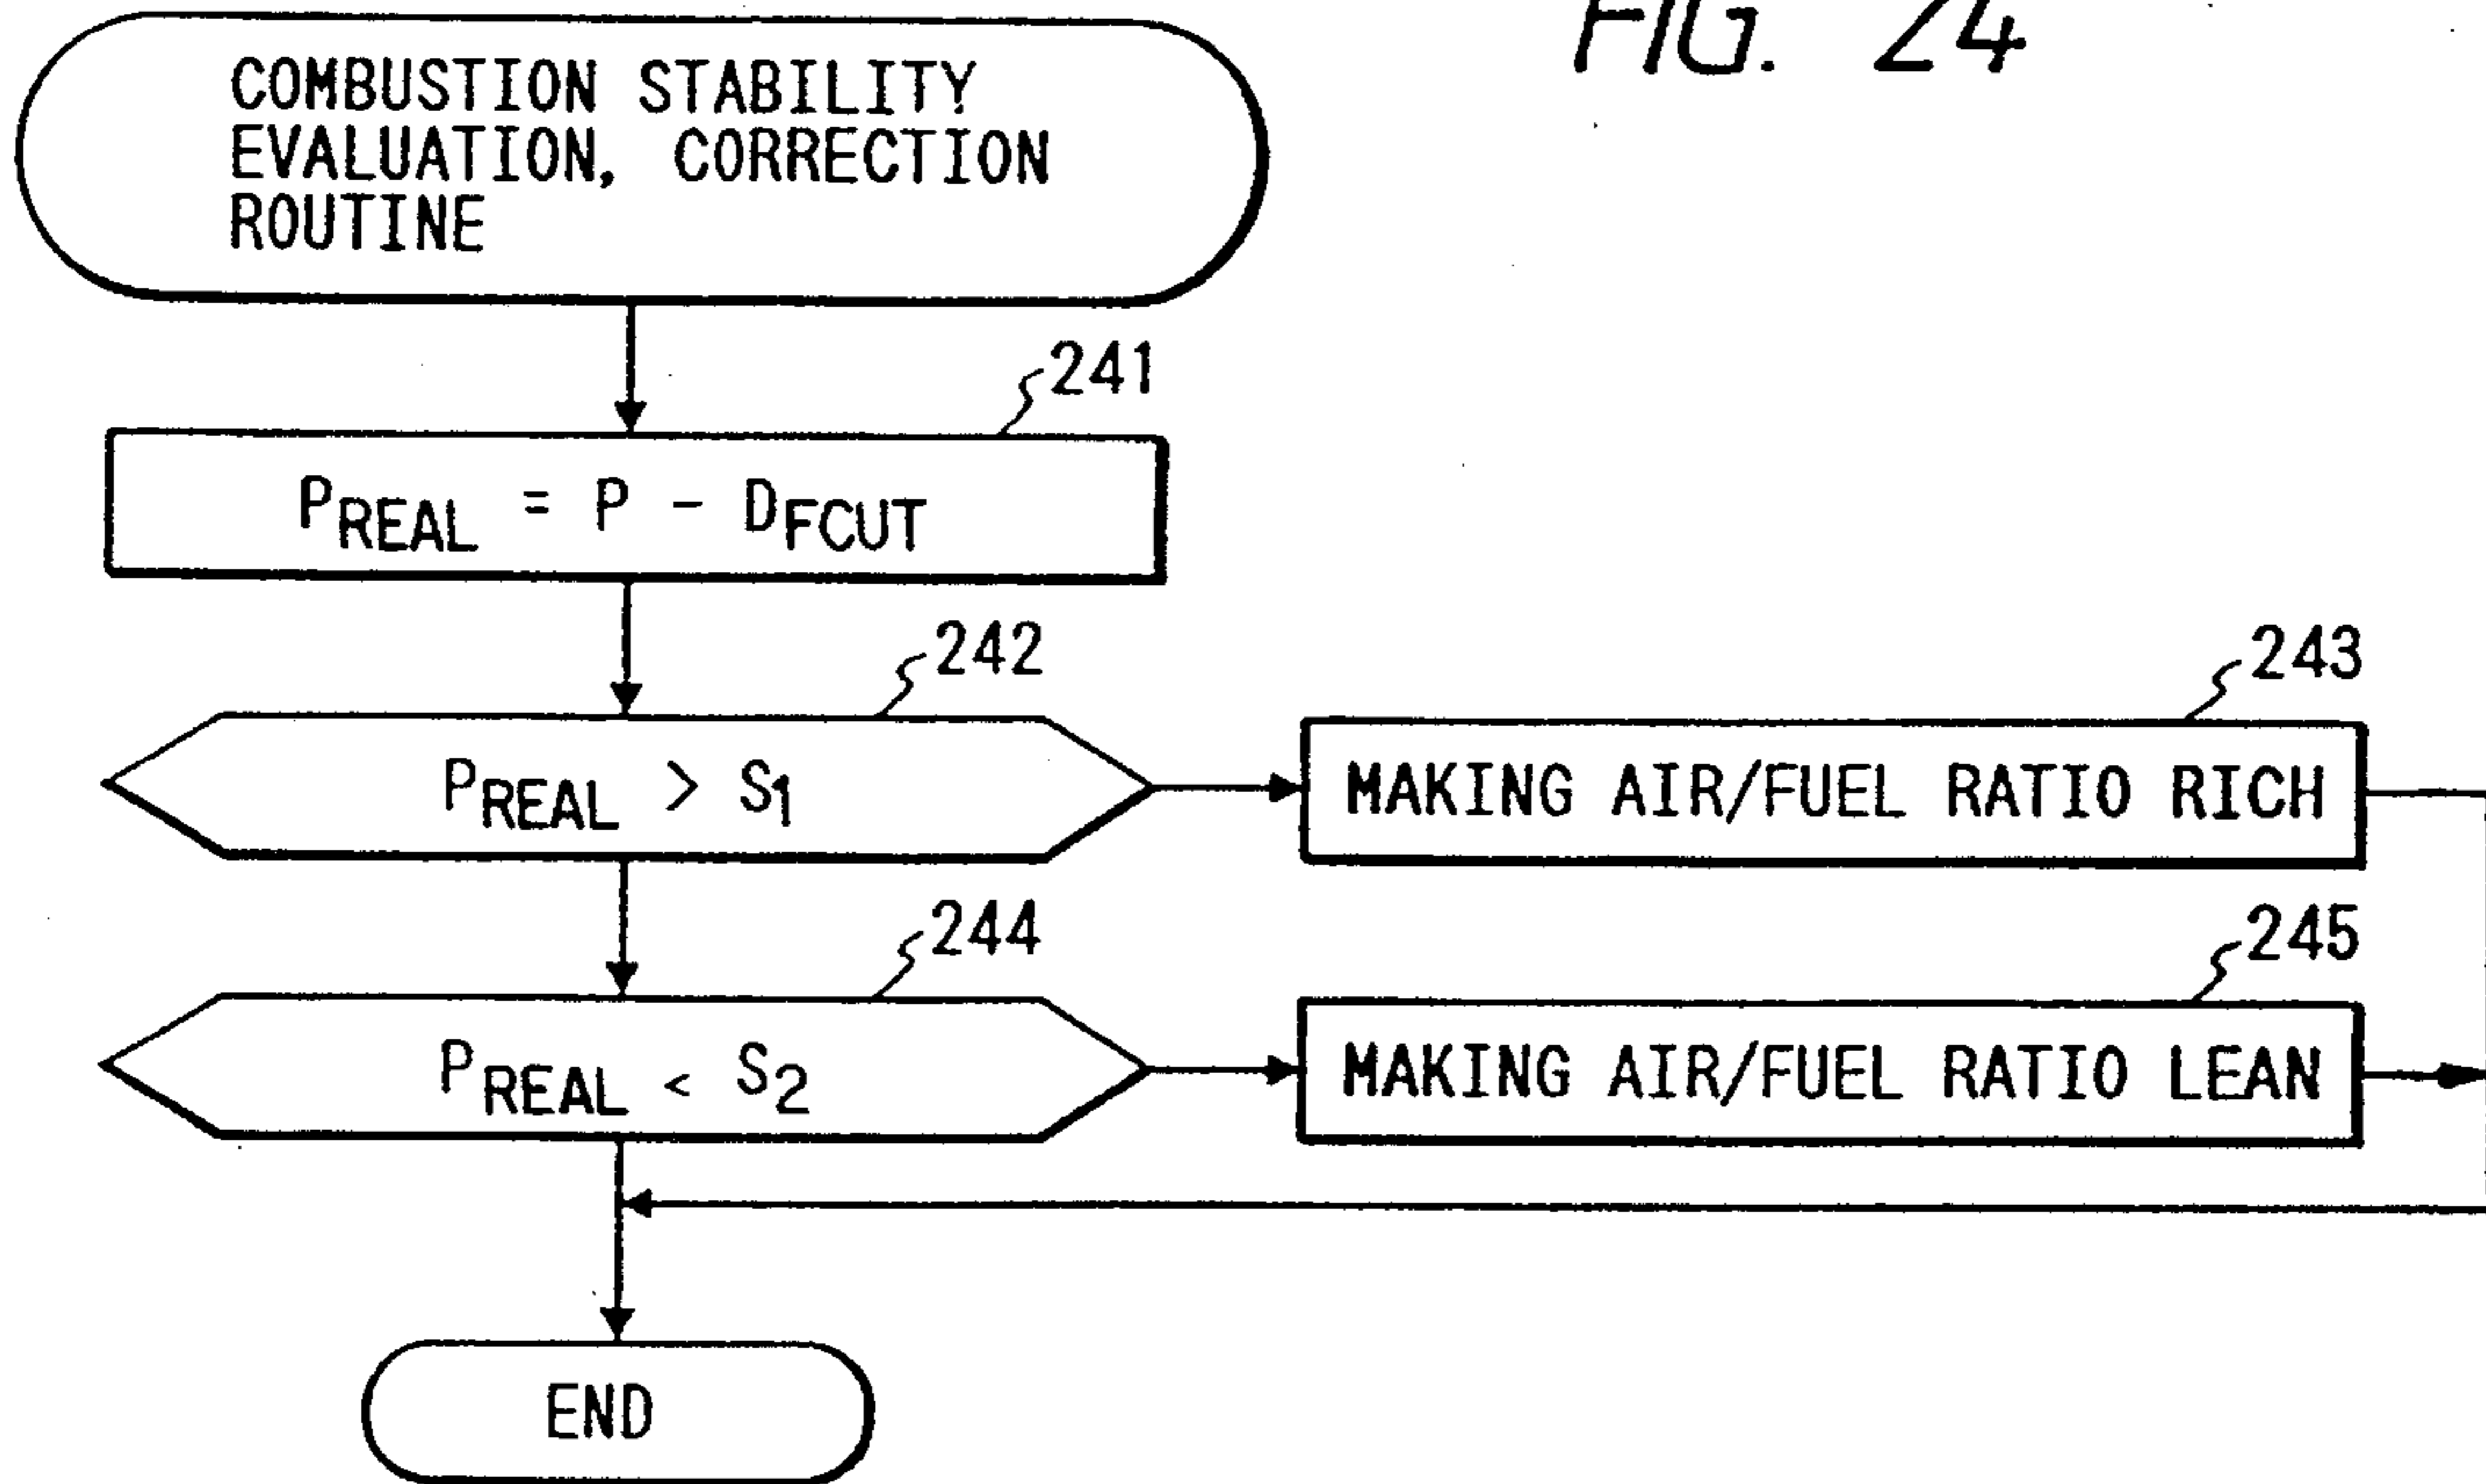 FIG. 24
COMBUSTION STABILITY
EVALUATION, CORRECTION
ROUTINE
241
PREAL = P - DFCUT
242
PREAL > S1
243
MAKING AIR/FUEL RATIO RICH
244
PREAL < S2
245
MAKING AIR/FUEL RATIO LEAN
END